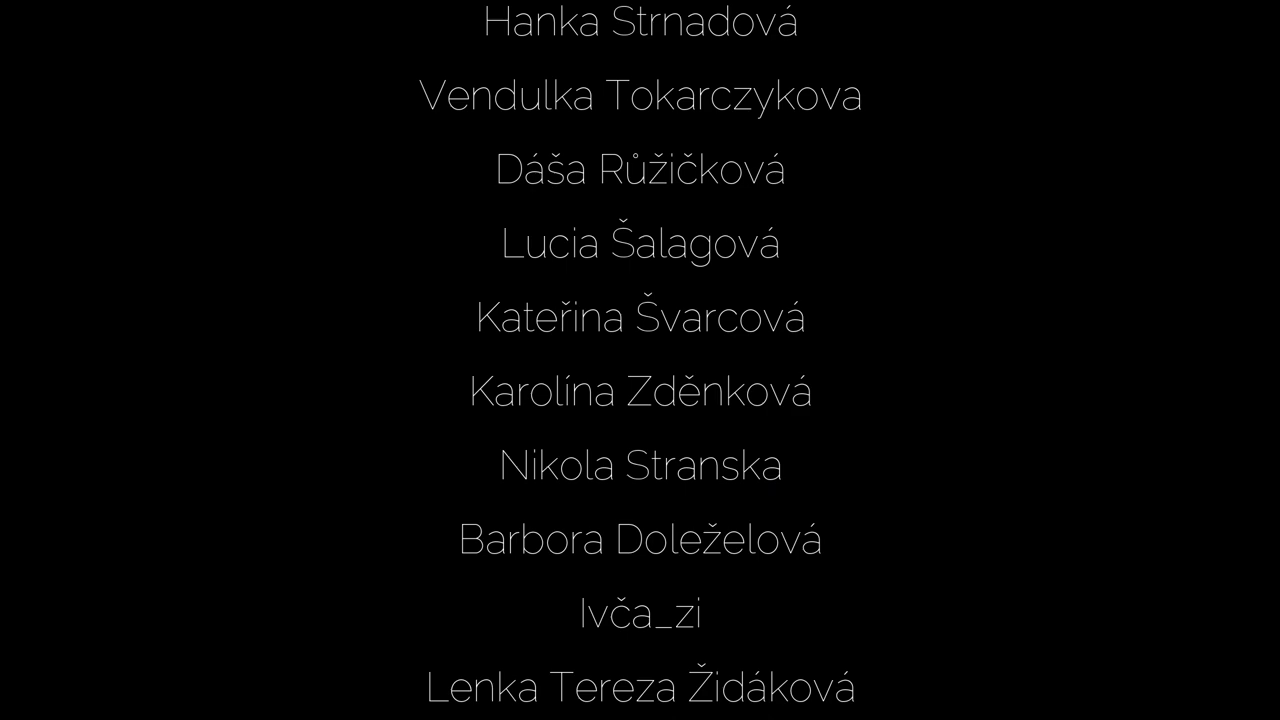 Hanka Strnadová
Vendulka Tokarczykova
Dáša Růžičková
Lucia Šalagová
Kateřina Švarcová
Karolína Zděnková
Nikola Stranska
Barbora Doleželová
Ivča_zi
Lenka Tereza Židáková